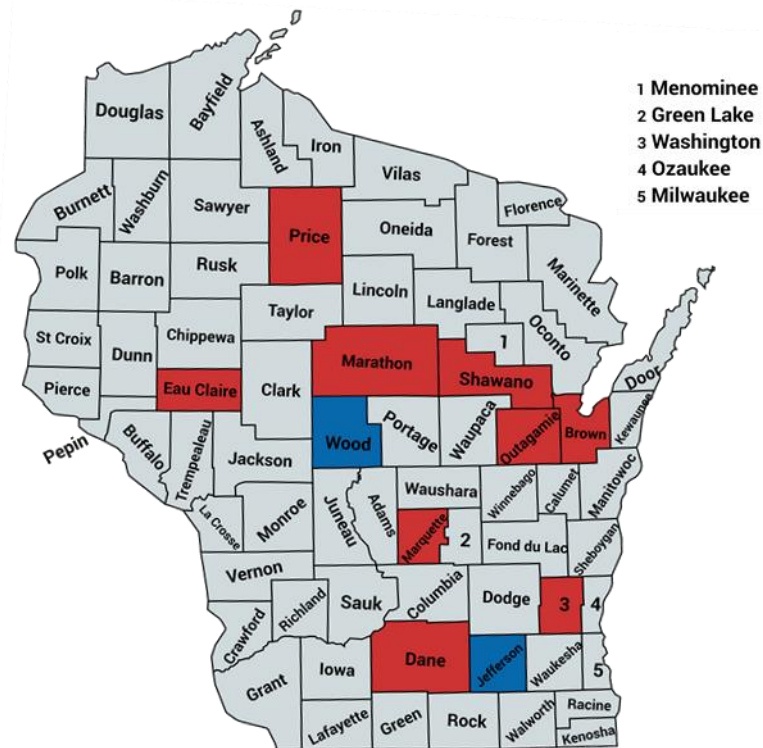 1 Menominee
2 Green Lake
3 Washington
4 Ozaukee
5 Milwaukee
Douglas
Bayfield
Ashland
Iron
Vilas
Burnett
Washburn
Sawyer
Price
Oneida
Forest
Florence
Marinette
Polk
Barron
Rusk
Taylor
Lincoln
Langlade
Oconto
St Croix
Dunn
Chippewa
Marathon
1
Shawano
Door
Pierce
Eau Claire
Clark
Pepin
Buffalo
Trempealeau
Jackson
Wood
Portage
Waupaca
Outagamie
Brown
Kewaunee
La Crosse
Monroe
Juneau
Adams
Waushara
Winnebago
Calumet
Manitowoc
Marquette
2
Fond du Lac
Sheboygan
Vernon
Crawford
Richland
Sauk
Columbia
Dodge
3
4
Grant
Iowa
Dane
Jefferson
Waukesha
5
Lafayette
Green
Rock
Walworth
Racine
Kenosha